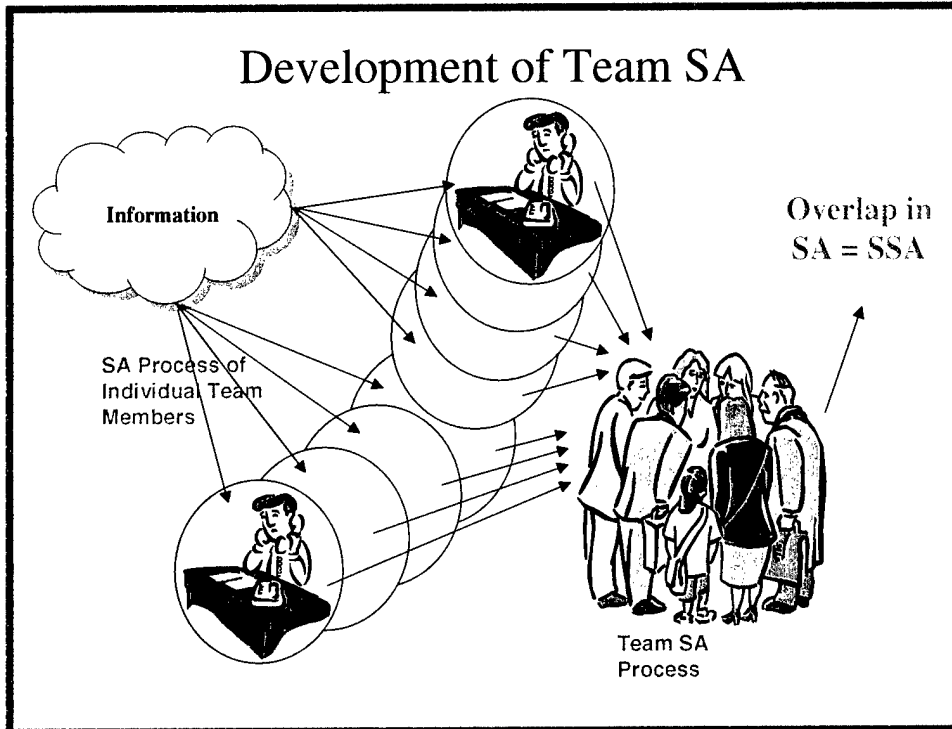 Development of Team SA
Information
Overlap in
SA = SSA
SA Process of
Individual Team
Members
Team SA
Process